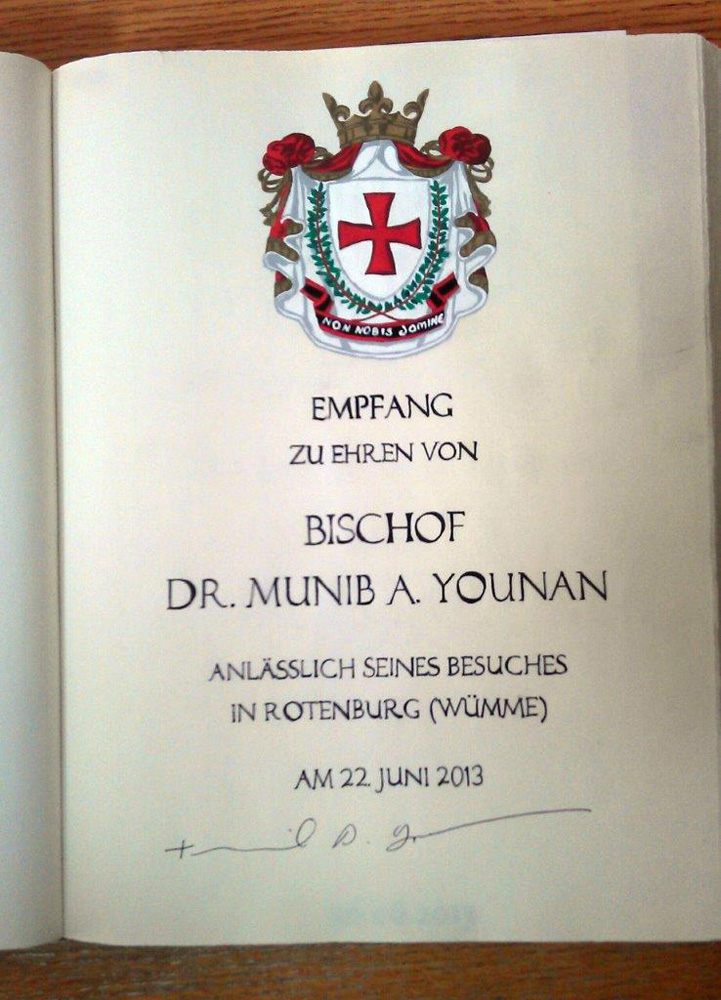 NON NOBIS DOMINE
EMPFANG
ZU EHREN VON
BISCHOF
DR. MUNIB A. YOUNAN
ANLÄSSLICH SEINES BESUCHES
IN ROTENBURG (WÜMME)
AM 22. JUNI 2013